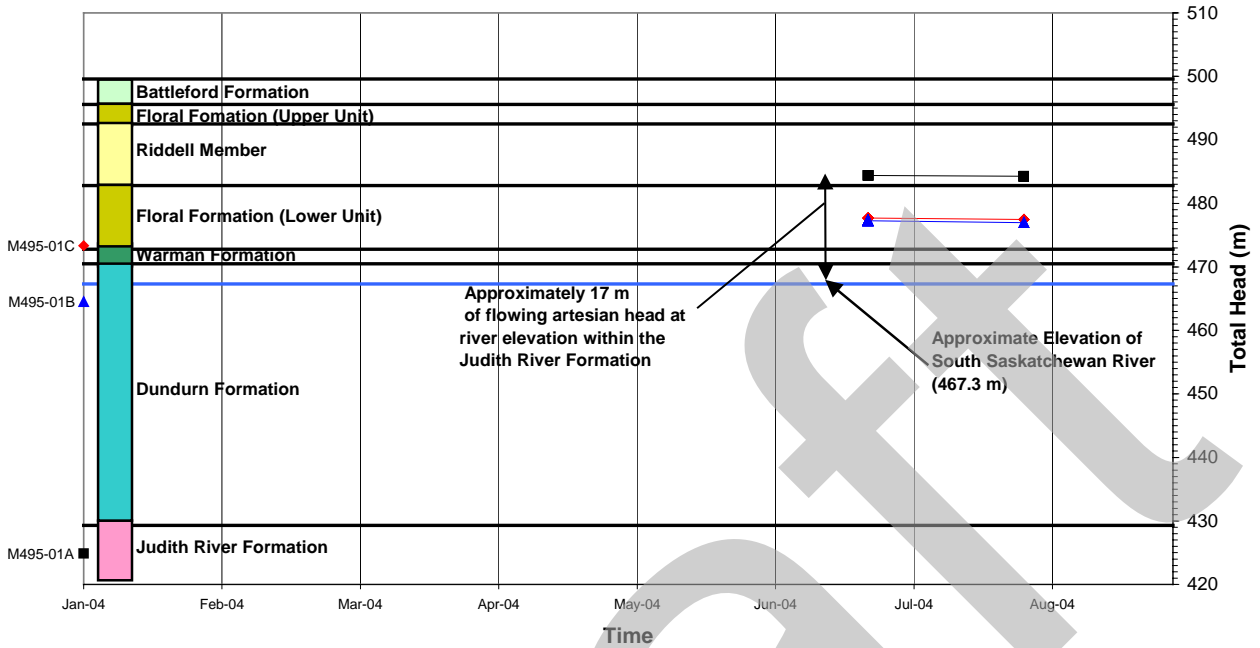 510
500
490
480
470
460
450
440
430
420
Total Head (m)
Battleford Formation
Floral Fomation (Upper Unit)
Riddell Member
Floral Formation (Lower Unit)
M495-01C
Warman Formation
M495-01B
Approximately 17 m
of flowing artesian head at
river elevation within the
Judith River Formation
Approximate Elevation of
South Saskatchewan River
(467.3 m)
Dundurn Formation
Judith River Formation
M495-01A
Jan-04 Feb-04 Mar-04 Apr-04 May-04 Jun-04 Jul-04 Aug-04
Time